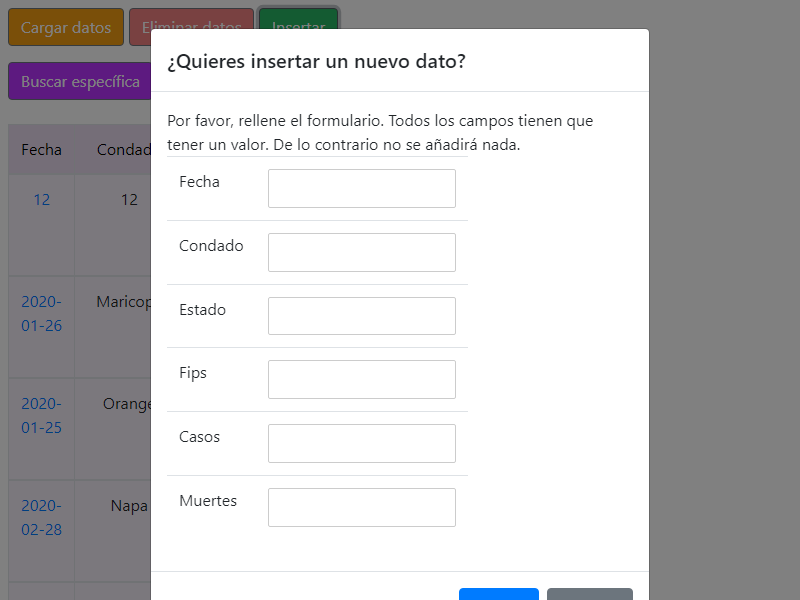 Cargar datos Eliminar datos Insertar
Buscar específica
¿Quieres insertar un nuevo dato?
Por favor, rellene el formulario. Todos los campos tienen que
tener un valor. De lo contrario no se añadirá nada.
Fecha
Condado
Estado
Fips
Casos
Muertes
Fecha Condad
12 12
2020-
01-26
Maricop
2020-
01-25
Orange
2020-
02-28
Napa